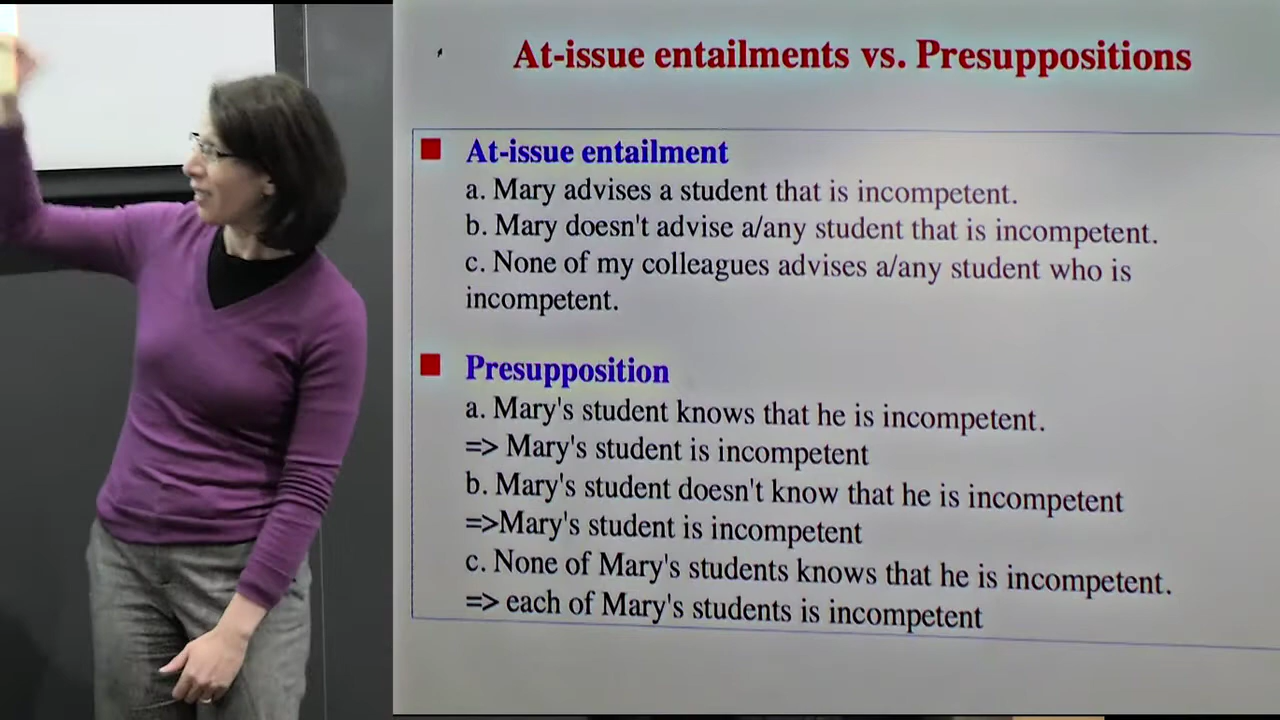 At-issue entailments vs. Presuppositions
At-issue entailment
a. Mary advises a student that is incompetent.
b. Mary doesn't advise a/any student that is incompetent.
c. None of my colleagues advises a/any student who is
incompetent.
Presupposition
a. Mary's student knows that he is incompetent.
=> Mary's student is incompetent
b. Mary's student doesn't know that he is incompetent
=>Mary's student is incompetent
c. None of Mary's students knows that he is incompetent.
=> each of Mary's students is incompetent